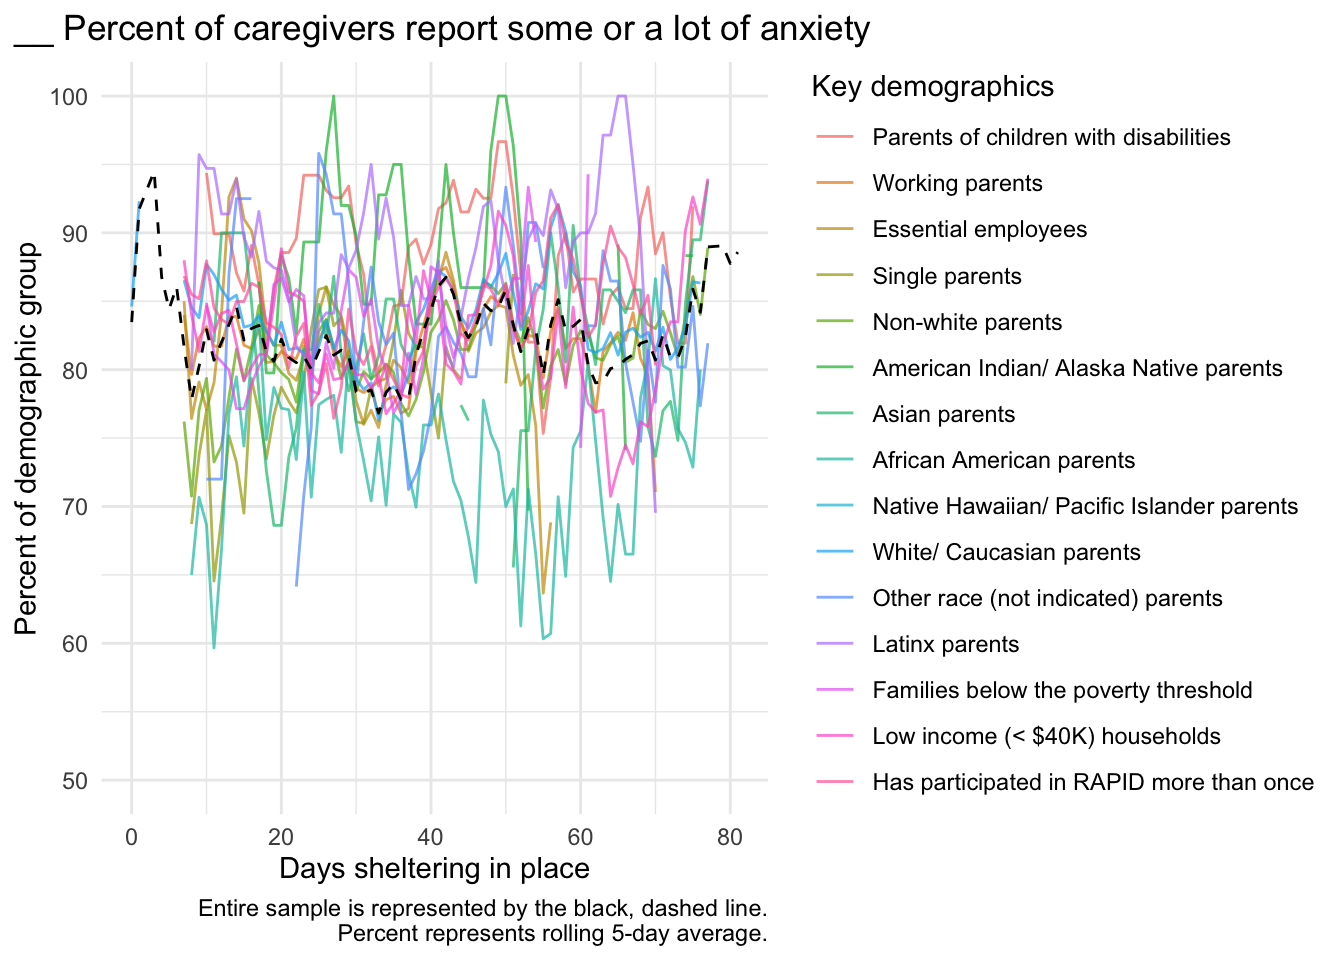 __ Percent of caregivers report some or a lot of anxiety
Percent of demographic group
100
90
80
70
60
50
0 20 40 60 80
Days sheltering in place
Entire sample is represented by the black, dashed line.
Percent represents rolling 5-day average.
Key demographics
Parents of children with disabilities
Working parents
Essential employees
Single parents
Non-white parents
American Indian/ Alaska Native parents
Asian parents
African American parents
Native Hawaiian/ Pacific Islander parents
White/ Caucasian parents
Other race (not indicated) parents
Latinx parents
Families below the poverty threshold
Low income (< $40K) households
Has participated in RAPID more than once